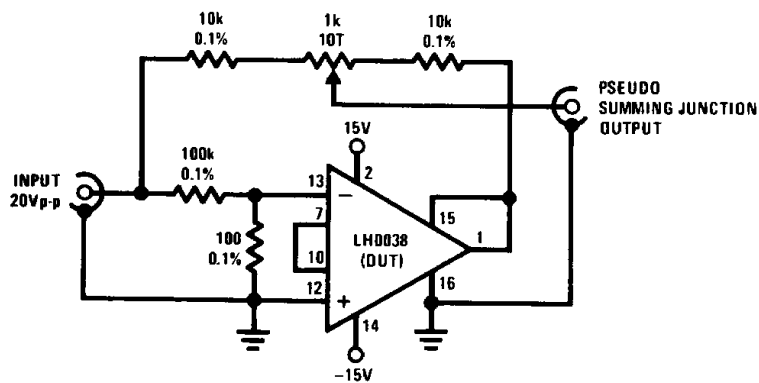 10k
0.1%
1k
10T
10k
0.1%
PSEUDO
SUMMING JUNCTION
OUTPUT
15V
2
INPUT
20Vp-p
100k
0.1%
13
−
7
15
100
0.1%
10
LH0038
(DUT)
1
12
+
16
14
−15V